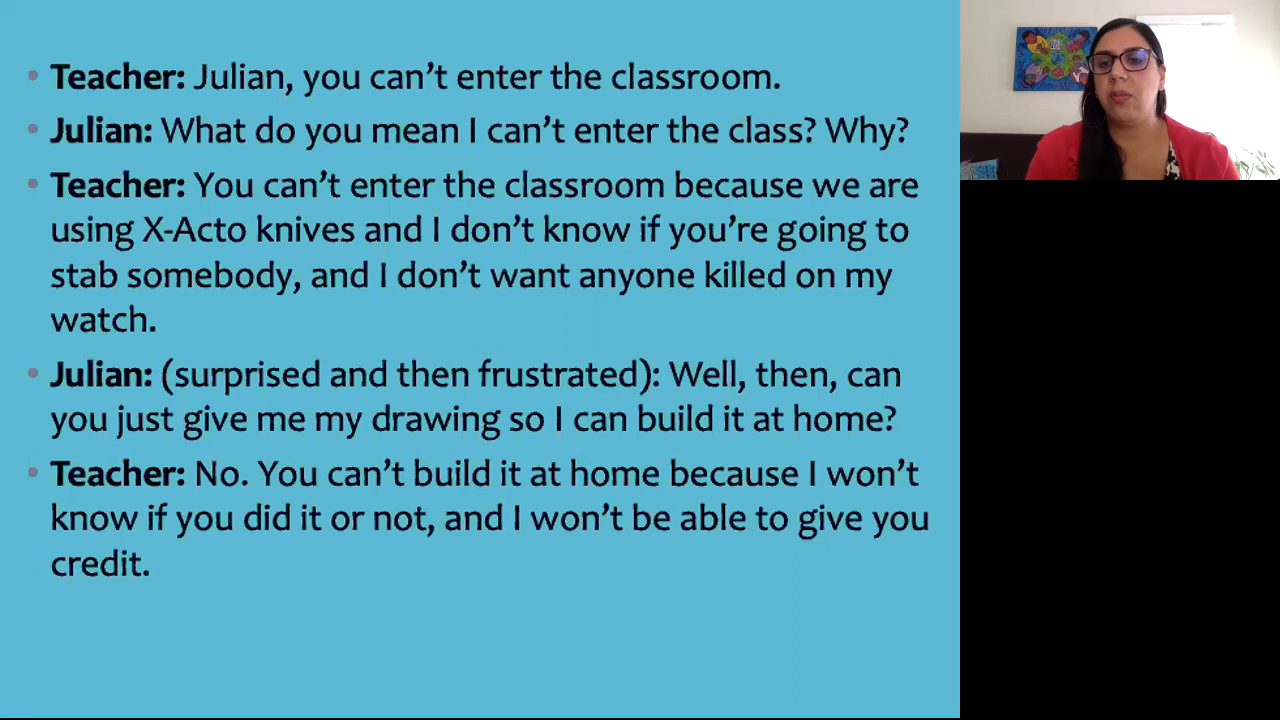 • Teacher: Julian, you can’t enter the classroom.
• Julian: What do you mean I can’t enter the class? Why?
• Teacher: You can’t enter the classroom because we are
using X-Acto knives and I don’t know if you’re going to
stab somebody, and I don’t want anyone killed on my
watch.
• Julian: (surprised and then frustrated): Well, then, can
you just give me my drawing so I can build it at home?
• Teacher: No. You can’t build it at home because I won’t
know if you did it or not, and I won’t be able to give you
credit.